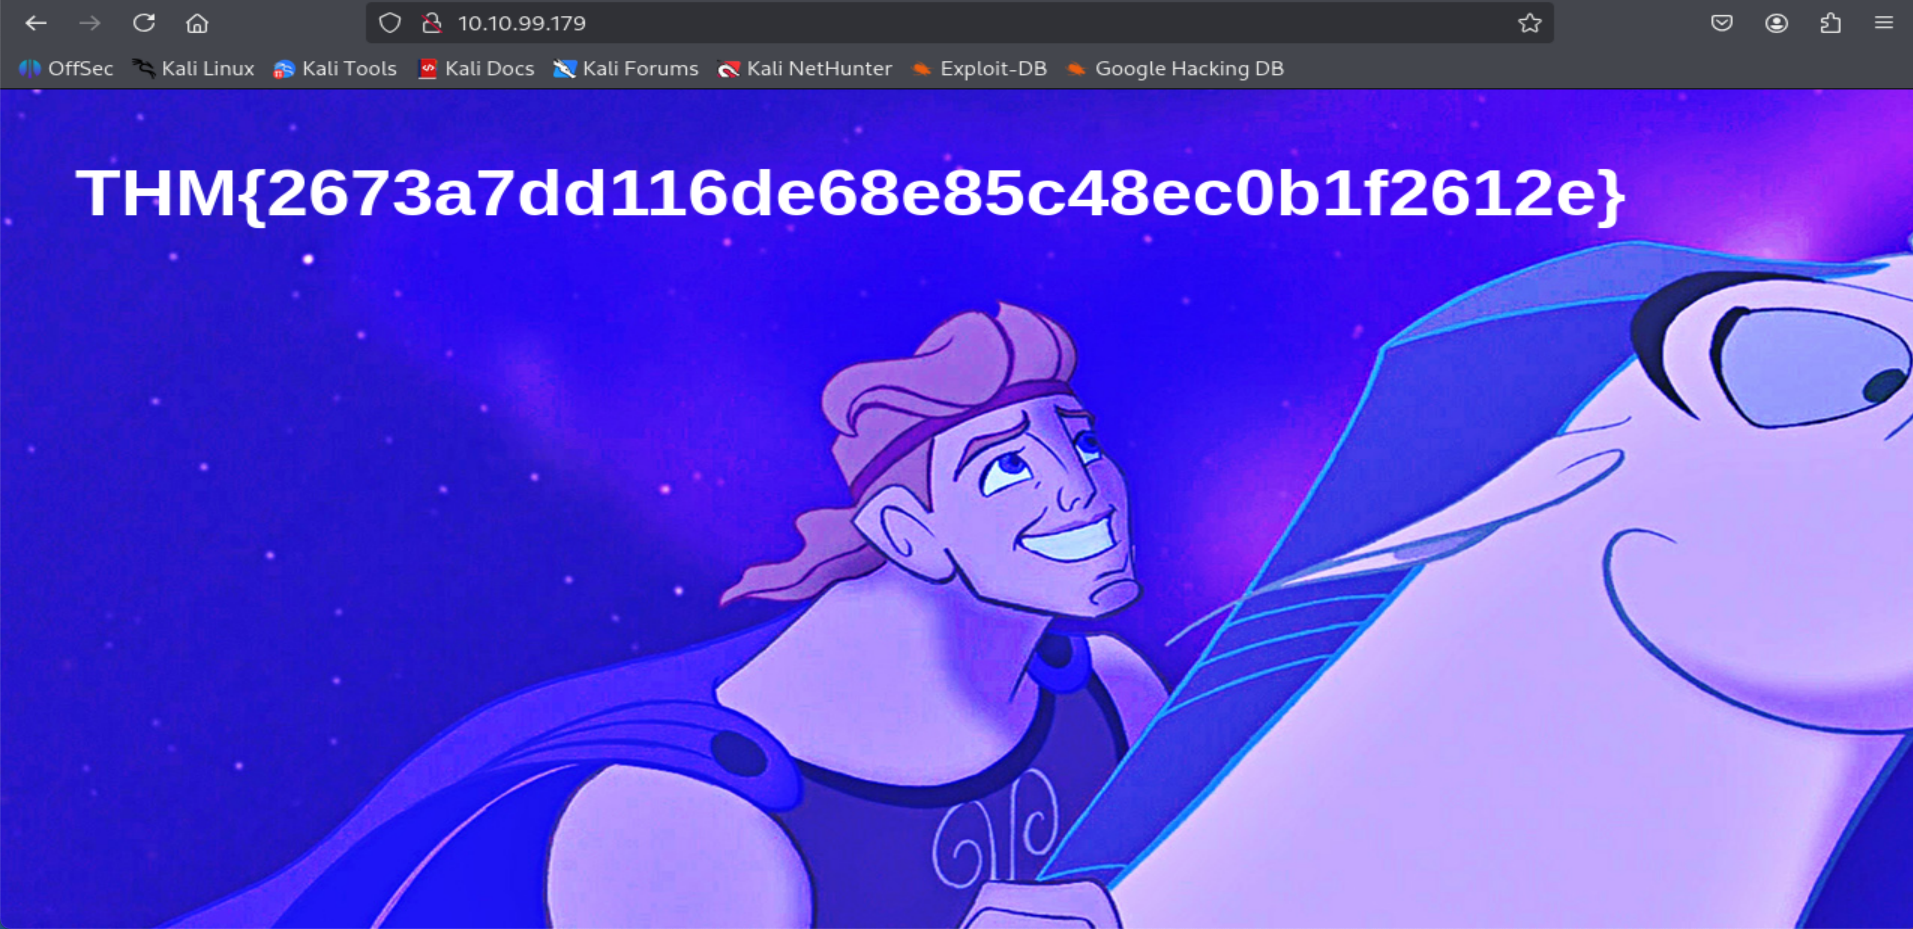 10.10.99.179
OffSec Kali Linux Kali Tools Kali Docs Kali Forums Kali NetHunter Exploit-DB Google Hacking DB
THM{2673a7dd116de68e85c48ec0b1f2612e}